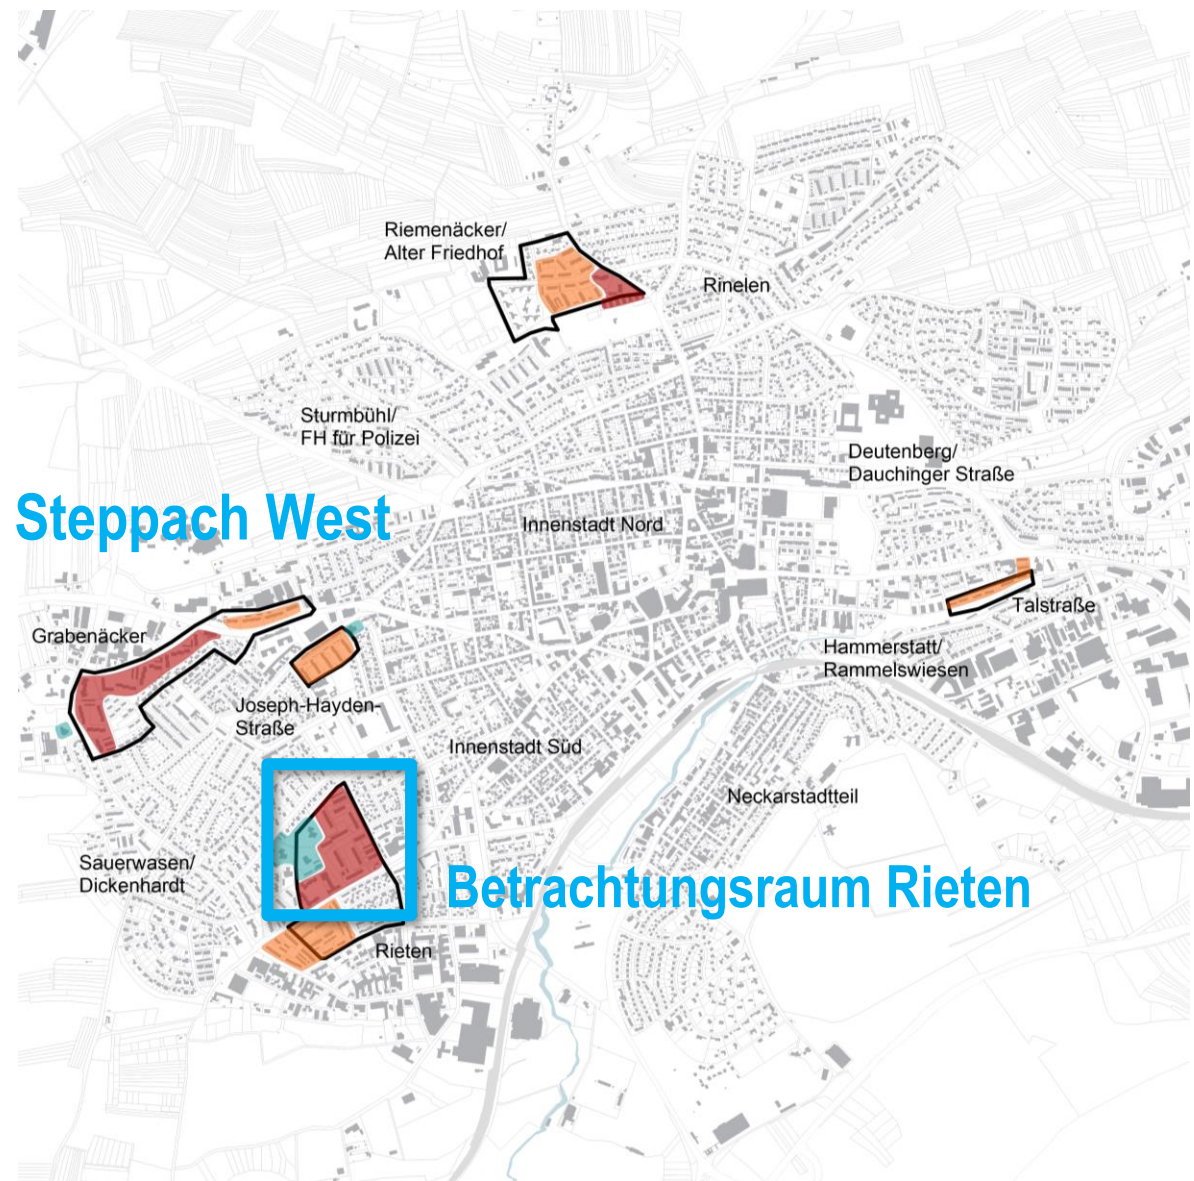 Riemenäcker/
Alter Friedhof
Rinelen
Sturmbühl/
FH für Polizei
Deutenberg/
Dauchinger Straße
Steppach West
Innenstadt Nord
Talstraße
Grabenäcker
Hammerstatt/
Rammelswiesen
Joseph-Hayden-
Straße
Innenstadt Süd
Neckarstadtteil
Sauerwasen/
Dickenhardt
Betrachtungsraum Rieten
Rieten